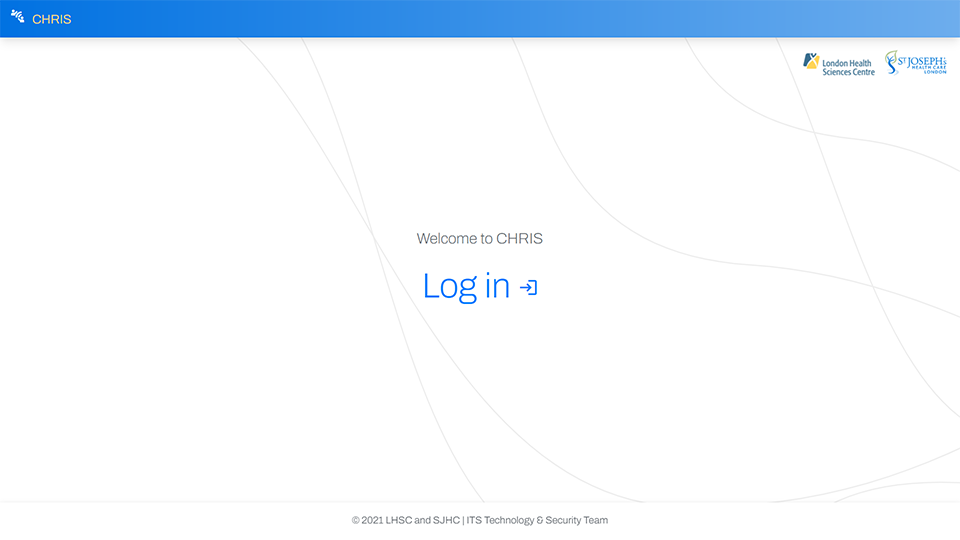 CHRIS
London Health
Sciences Centre
ST JOSEPH'S
HEALTH CARE
LONDON
Welcome to CHRIS
Log in
© 2021 LHSC and SJHC | ITS Technology & Security Team